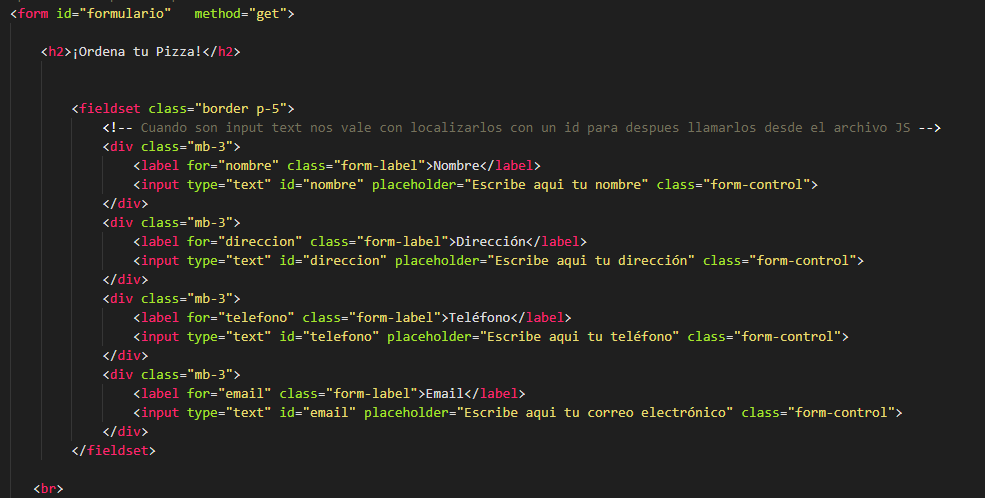 <form id="formulario"   method="get">
<h2>¡Ordena tu Pizza!</h2>
<fieldset class="border p-5">
<!-- Cuando son input text nos vale con localizarlos con un id para despues llamarlos desde el archivo JS -->
<div class="mb-3">
<label for="nombre" class="form-label">Nombre</label>
<input type="text" id="nombre" placeholder="Escribe aqui tu nombre" class="form-control">
</div>
<div class="mb-3">
<label for="direccion" class="form-label">Dirección</label>
<input type="text" id="direccion" placeholder="Escribe aqui tu dirección" class="form-control">
</div>
<div class="mb-3">
<label for="telefono" class="form-label">Teléfono</label>
<input type="text" id="telefono" placeholder="Escribe aqui tu teléfono" class="form-control">
</div>
<div class="mb-3">
<label for="email" class="form-label">Email</label>
<input type="text" id="email" placeholder="Escribe aqui tu correo electrónico" class="form-control">
</div>
</fieldset>
<br>